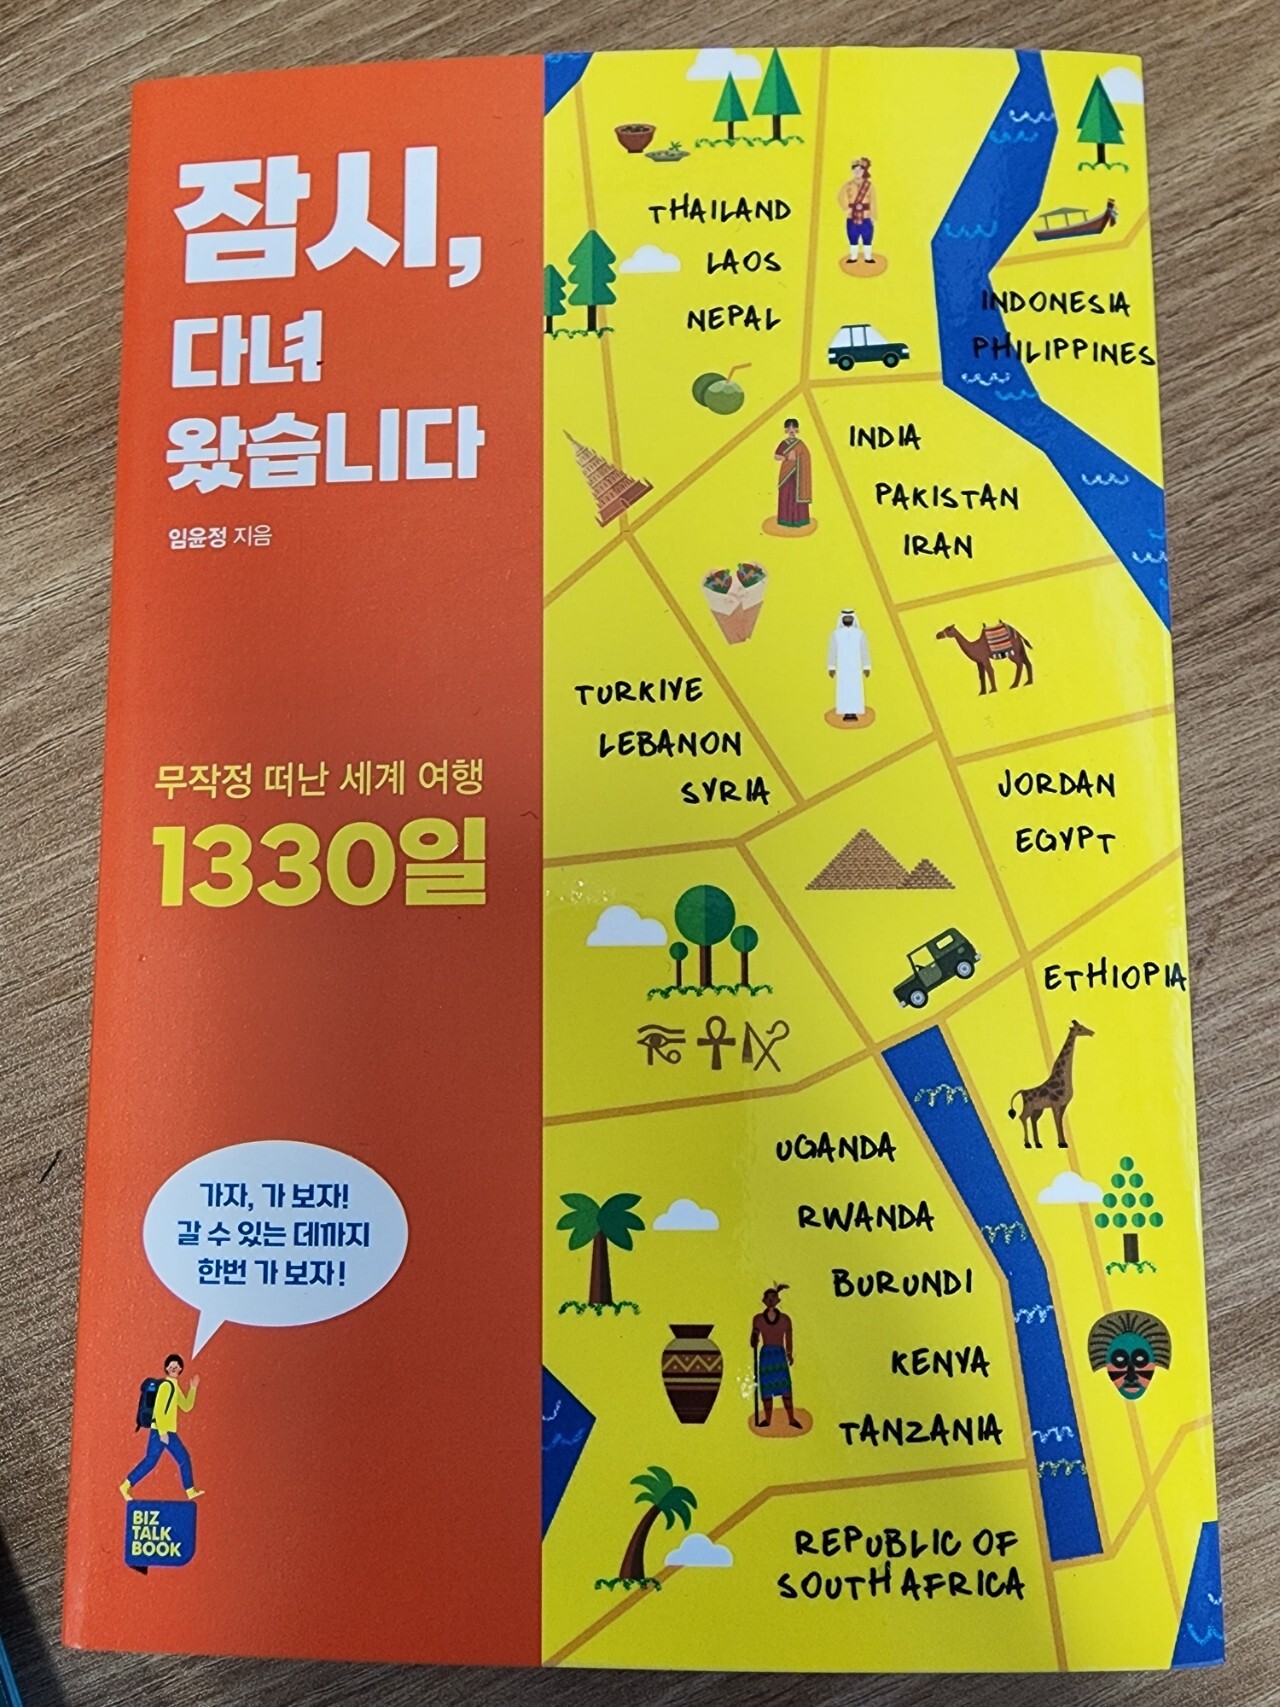 잠시,
다녀
왔습니다
임윤정 지음
무작정 떠난 세계 여행
1330일
가자, 가 보자!
갈 수 있는 데까지
한번 가 보자!
BIZ
TALK
BOOK
THAILAND
LAOS
NEPAL
INDONESIA
PHILIPPINES
INDIA
PAKISTAN
IRAN
TURKIYE
LEBANON
SYRIA
JORDAN
EGYPT
ETHIOPIA
UGANDA
RWANDA
BURUNDI
KENYA
TANZANIA
REPUBLIC OF
SOUTH AFRICA